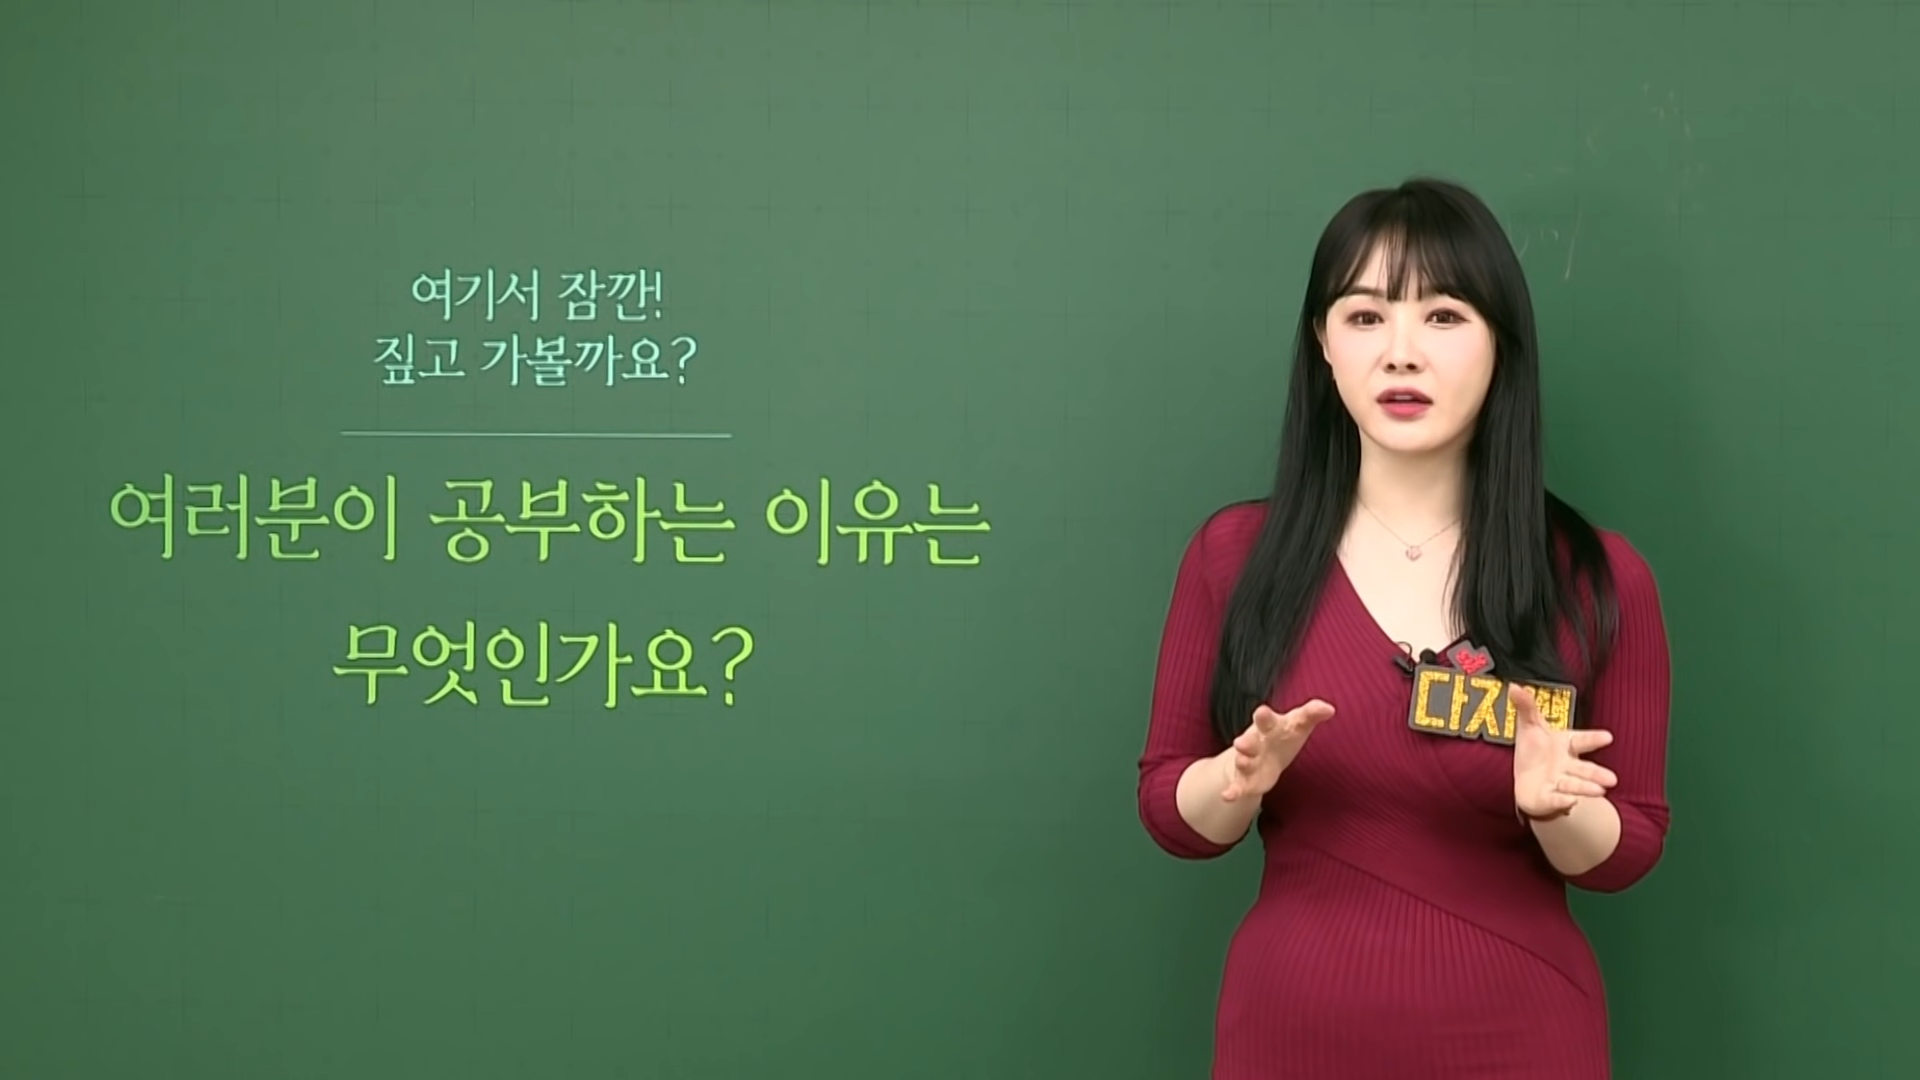 여기서 잠깐!
짚고 가볼까요?
여러분이 공부하는 이유는
무엇인가요?